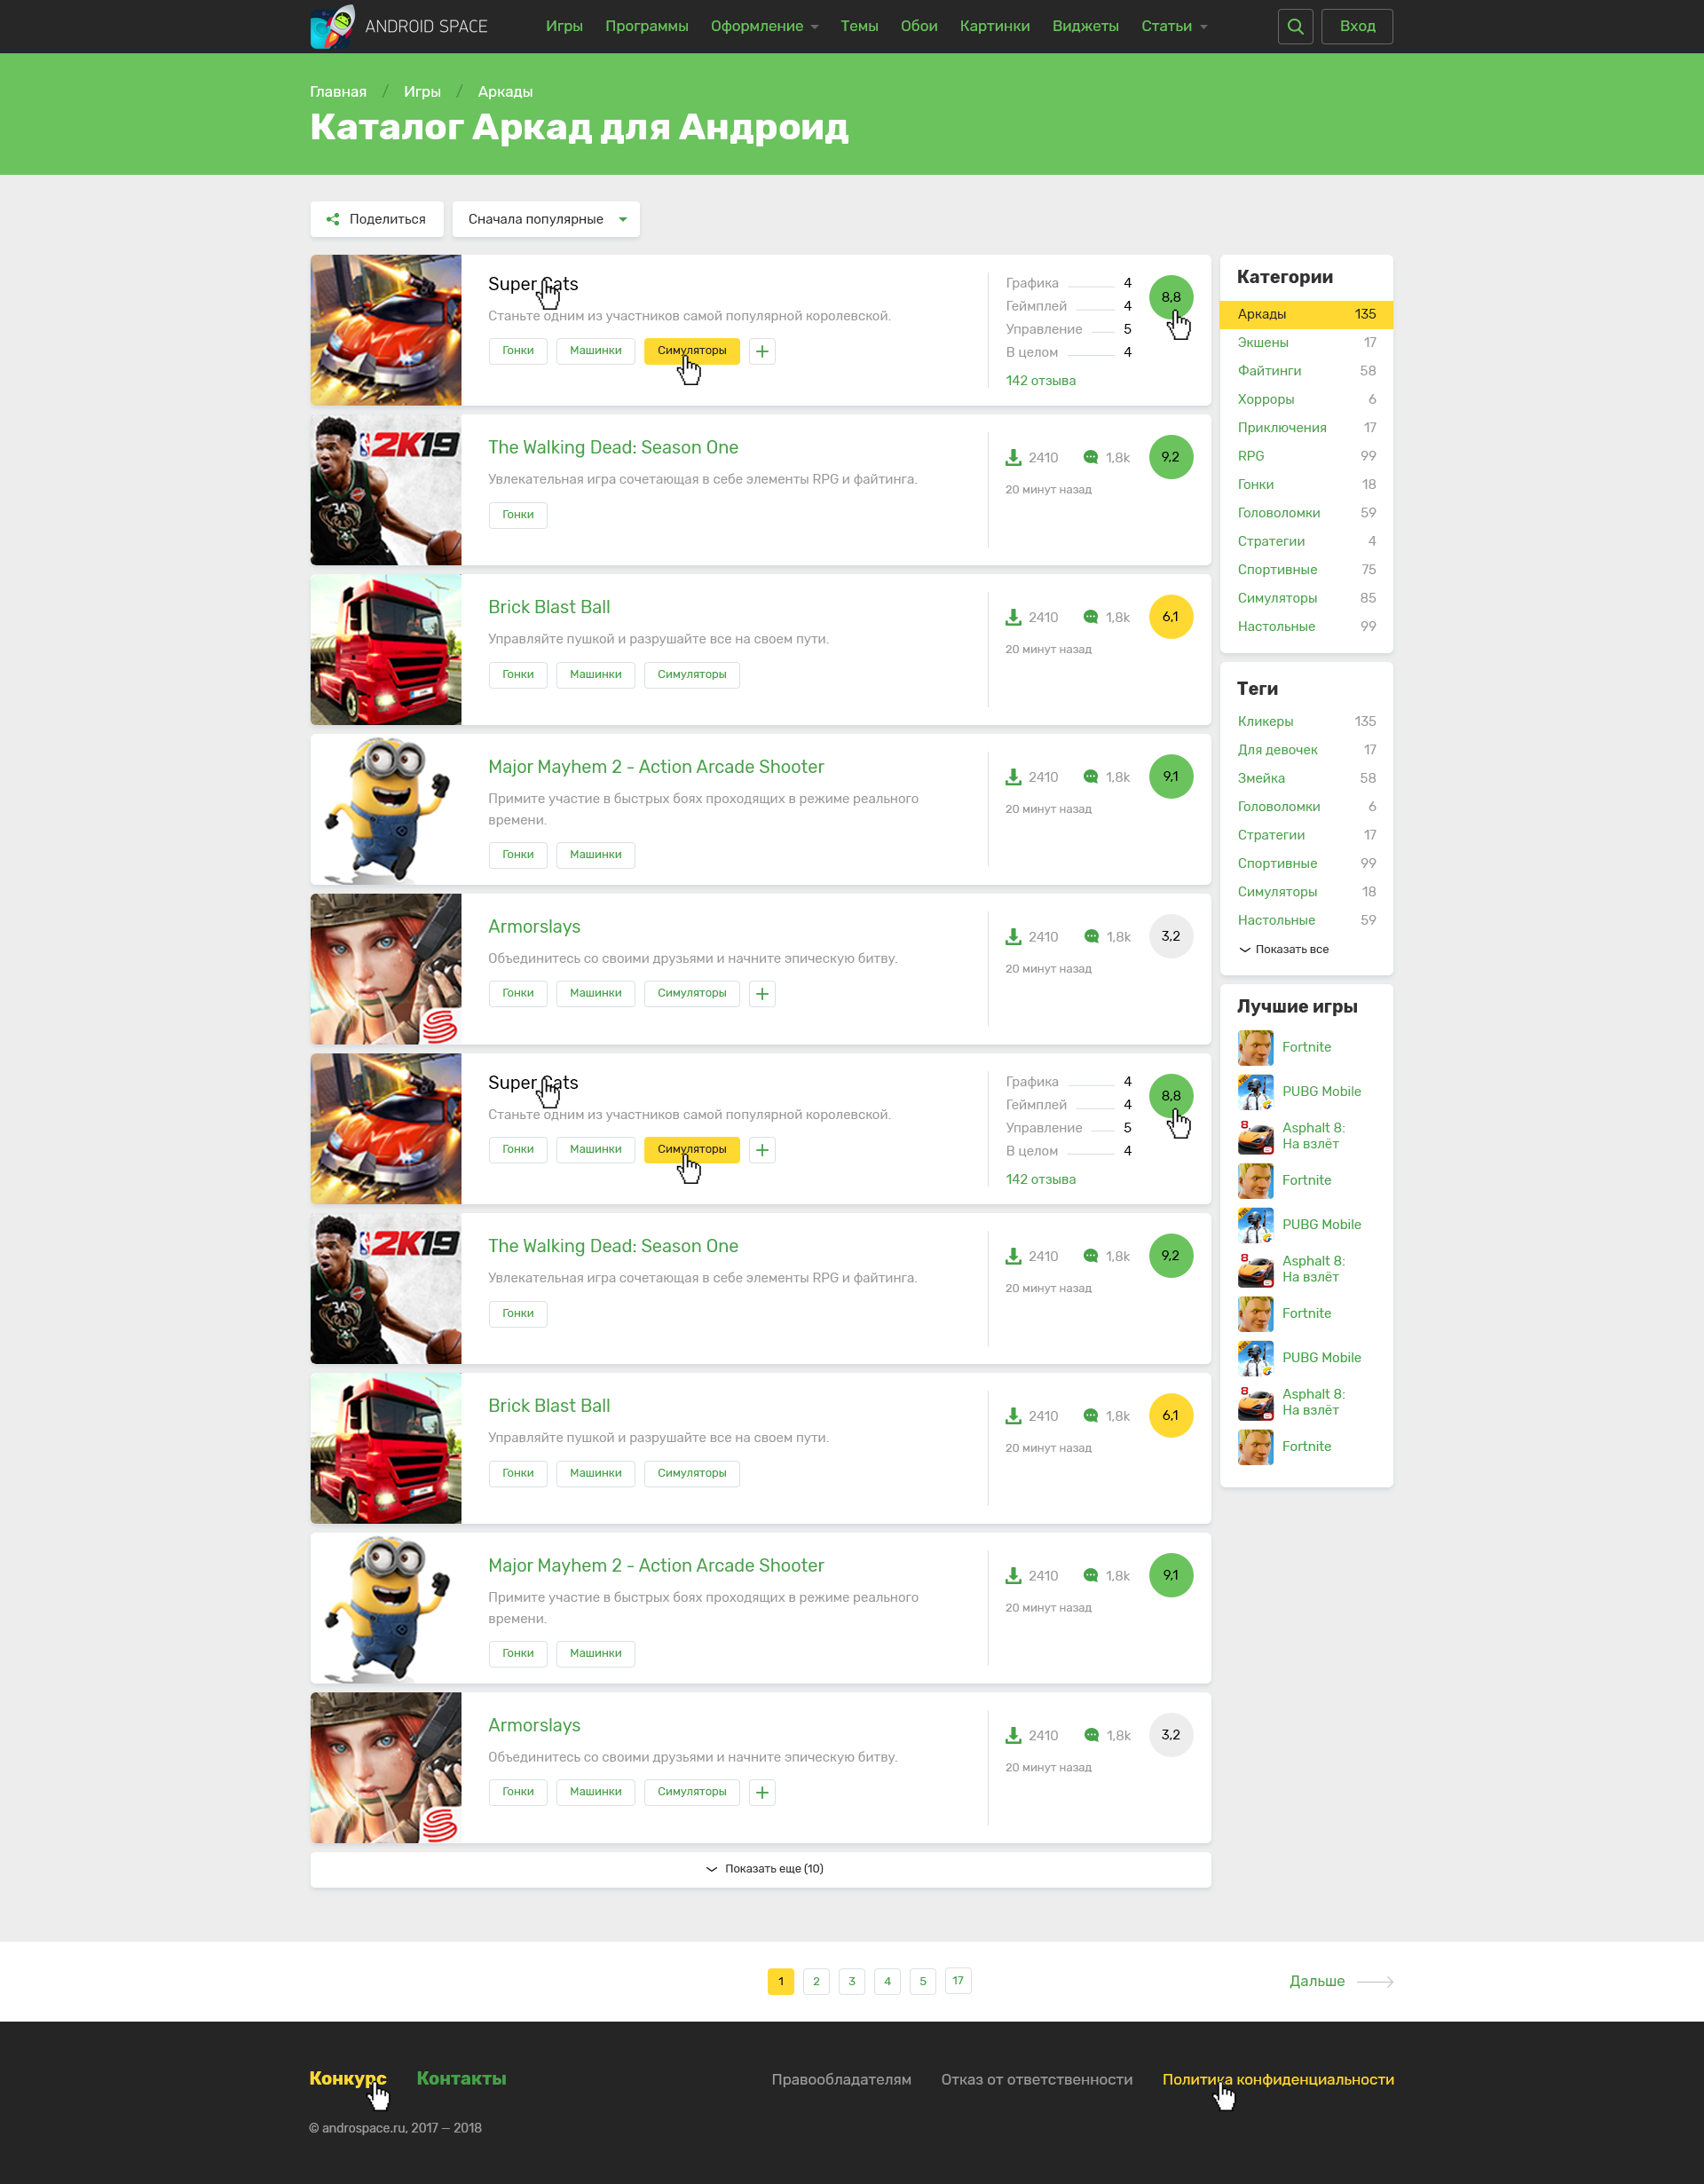 ANDROID SPACE
Игры Программы Оформление Темы Обои Картинки Виджеты Статьи Вход
Главная / Игры / Аркады
Каталог Аркад для Андроид
Поделиться Сначала популярные
Super Cats
Станьте одним из участников самой популярной королевской.
Гонки Машинки Симуляторы
Графика 4
Геймплей 4
Управление 5
В целом 4
142 отзыва
8,8
2K19
34
The Walking Dead: Season One
Увлекательная игра сочетающая в себе элементы RPG и файтинга.
Гонки
2410 1,8k 9,2
20 минут назад
Brick Blast Ball
Управляйте пушкой и разрушайте все на своем пути.
Гонки Машинки Симуляторы
2410 1,8k 6,1
20 минут назад
Major Mayhem 2 - Action Arcade Shooter
Примите участие в быстрых боях проходящих в режиме реального
времени.
Гонки Машинки
2410 1,8k 9,1
20 минут назад
Armorslays
Объединитесь со своими друзьями и начните эпическую битву.
Гонки Машинки Симуляторы
2410 1,8k 3,2
20 минут назад
Super Cats
Станьте одним из участников самой популярной королевской.
Гонки Машинки Симуляторы
Графика 4
Геймплей 4
Управление 5
В целом 4
142 отзыва
8,8
2K19
34
The Walking Dead: Season One
Увлекательная игра сочетающая в себе элементы RPG и файтинга.
Гонки
2410 1,8k 9,2
20 минут назад
Brick Blast Ball
Управляйте пушкой и разрушайте все на своем пути.
Гонки Машинки Симуляторы
2410 1,8k 6,1
20 минут назад
Major Mayhem 2 - Action Arcade Shooter
Примите участие в быстрых боях проходящих в режиме реального
времени.
Гонки Машинки
2410 1,8k 9,1
20 минут назад
Armorslays
Объединитесь со своими друзьями и начните эпическую битву.
Гонки Машинки Симуляторы
2410 1,8k 3,2
20 минут назад
Показать еще (10)
Категории
Аркады 135
Экшены 17
Файтинги 58
Хорроры 6
Приключения 17
RPG 99
Гонки 18
Головоломки 59
Стратегии 4
Спортивные 75
Симуляторы 85
Настольные 99
Теги
Кликеры 135
Для девочек 17
Змейка 58
Головоломки 6
Стратегии 17
Спортивные 99
Симуляторы 18
Настольные 59
Показать все
Лучшие игры
Fortnite
PUBG Mobile
8 Asphalt 8:
На взлёт
Fortnite
PUBG Mobile
8 Asphalt 8:
На взлёт
Fortnite
PUBG Mobile
8 Asphalt 8:
На взлёт
Fortnite
1 2 3 4 5 17 Дальше
Конкурс Контакты Правообладателям Отказ от ответственности Политика конфиденциальности
© androspace.ru, 2017 – 2018